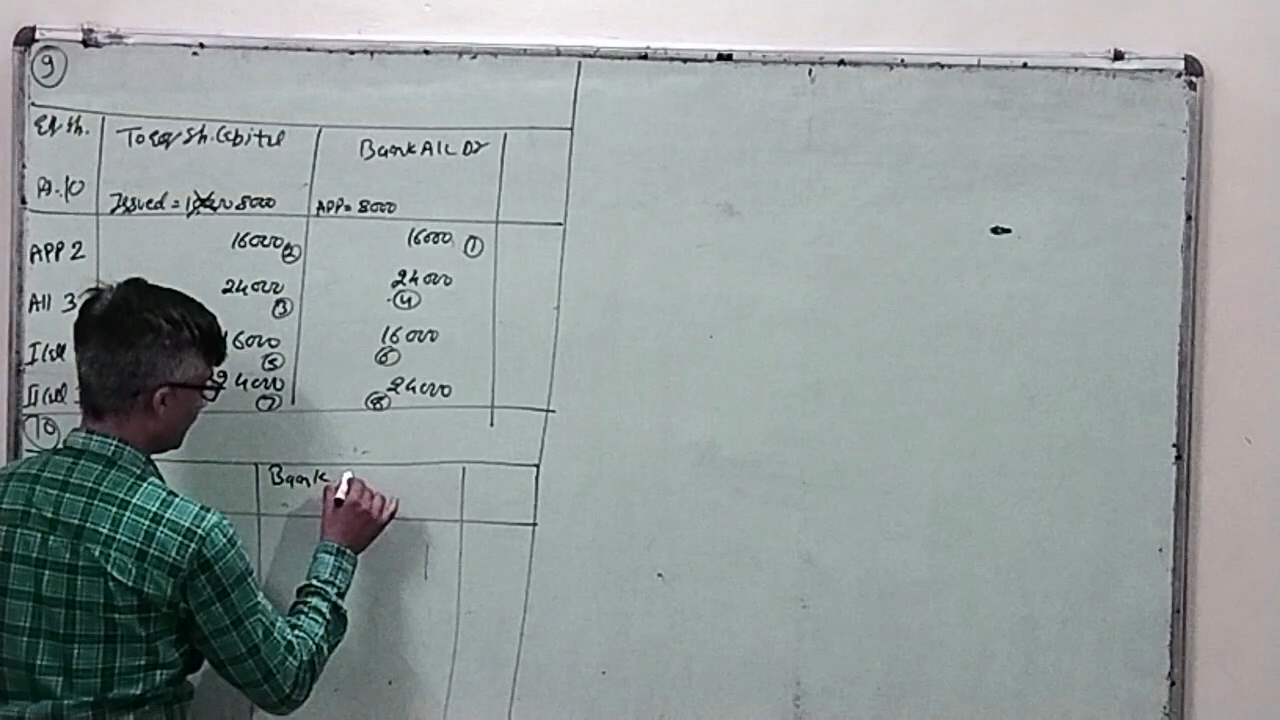 9
Eq sh. To Eq Sh. Capital Bank A/c Dr
Rs. 10 Issued = 8000 APP = 8000
APP 2 16000 (2) 16000 (1)
All 3 24000 (3) 24000 (4)
I Call 16000 (5) 16000 (6)
II Call 24000 (7) 24000 (8)
10
Bank